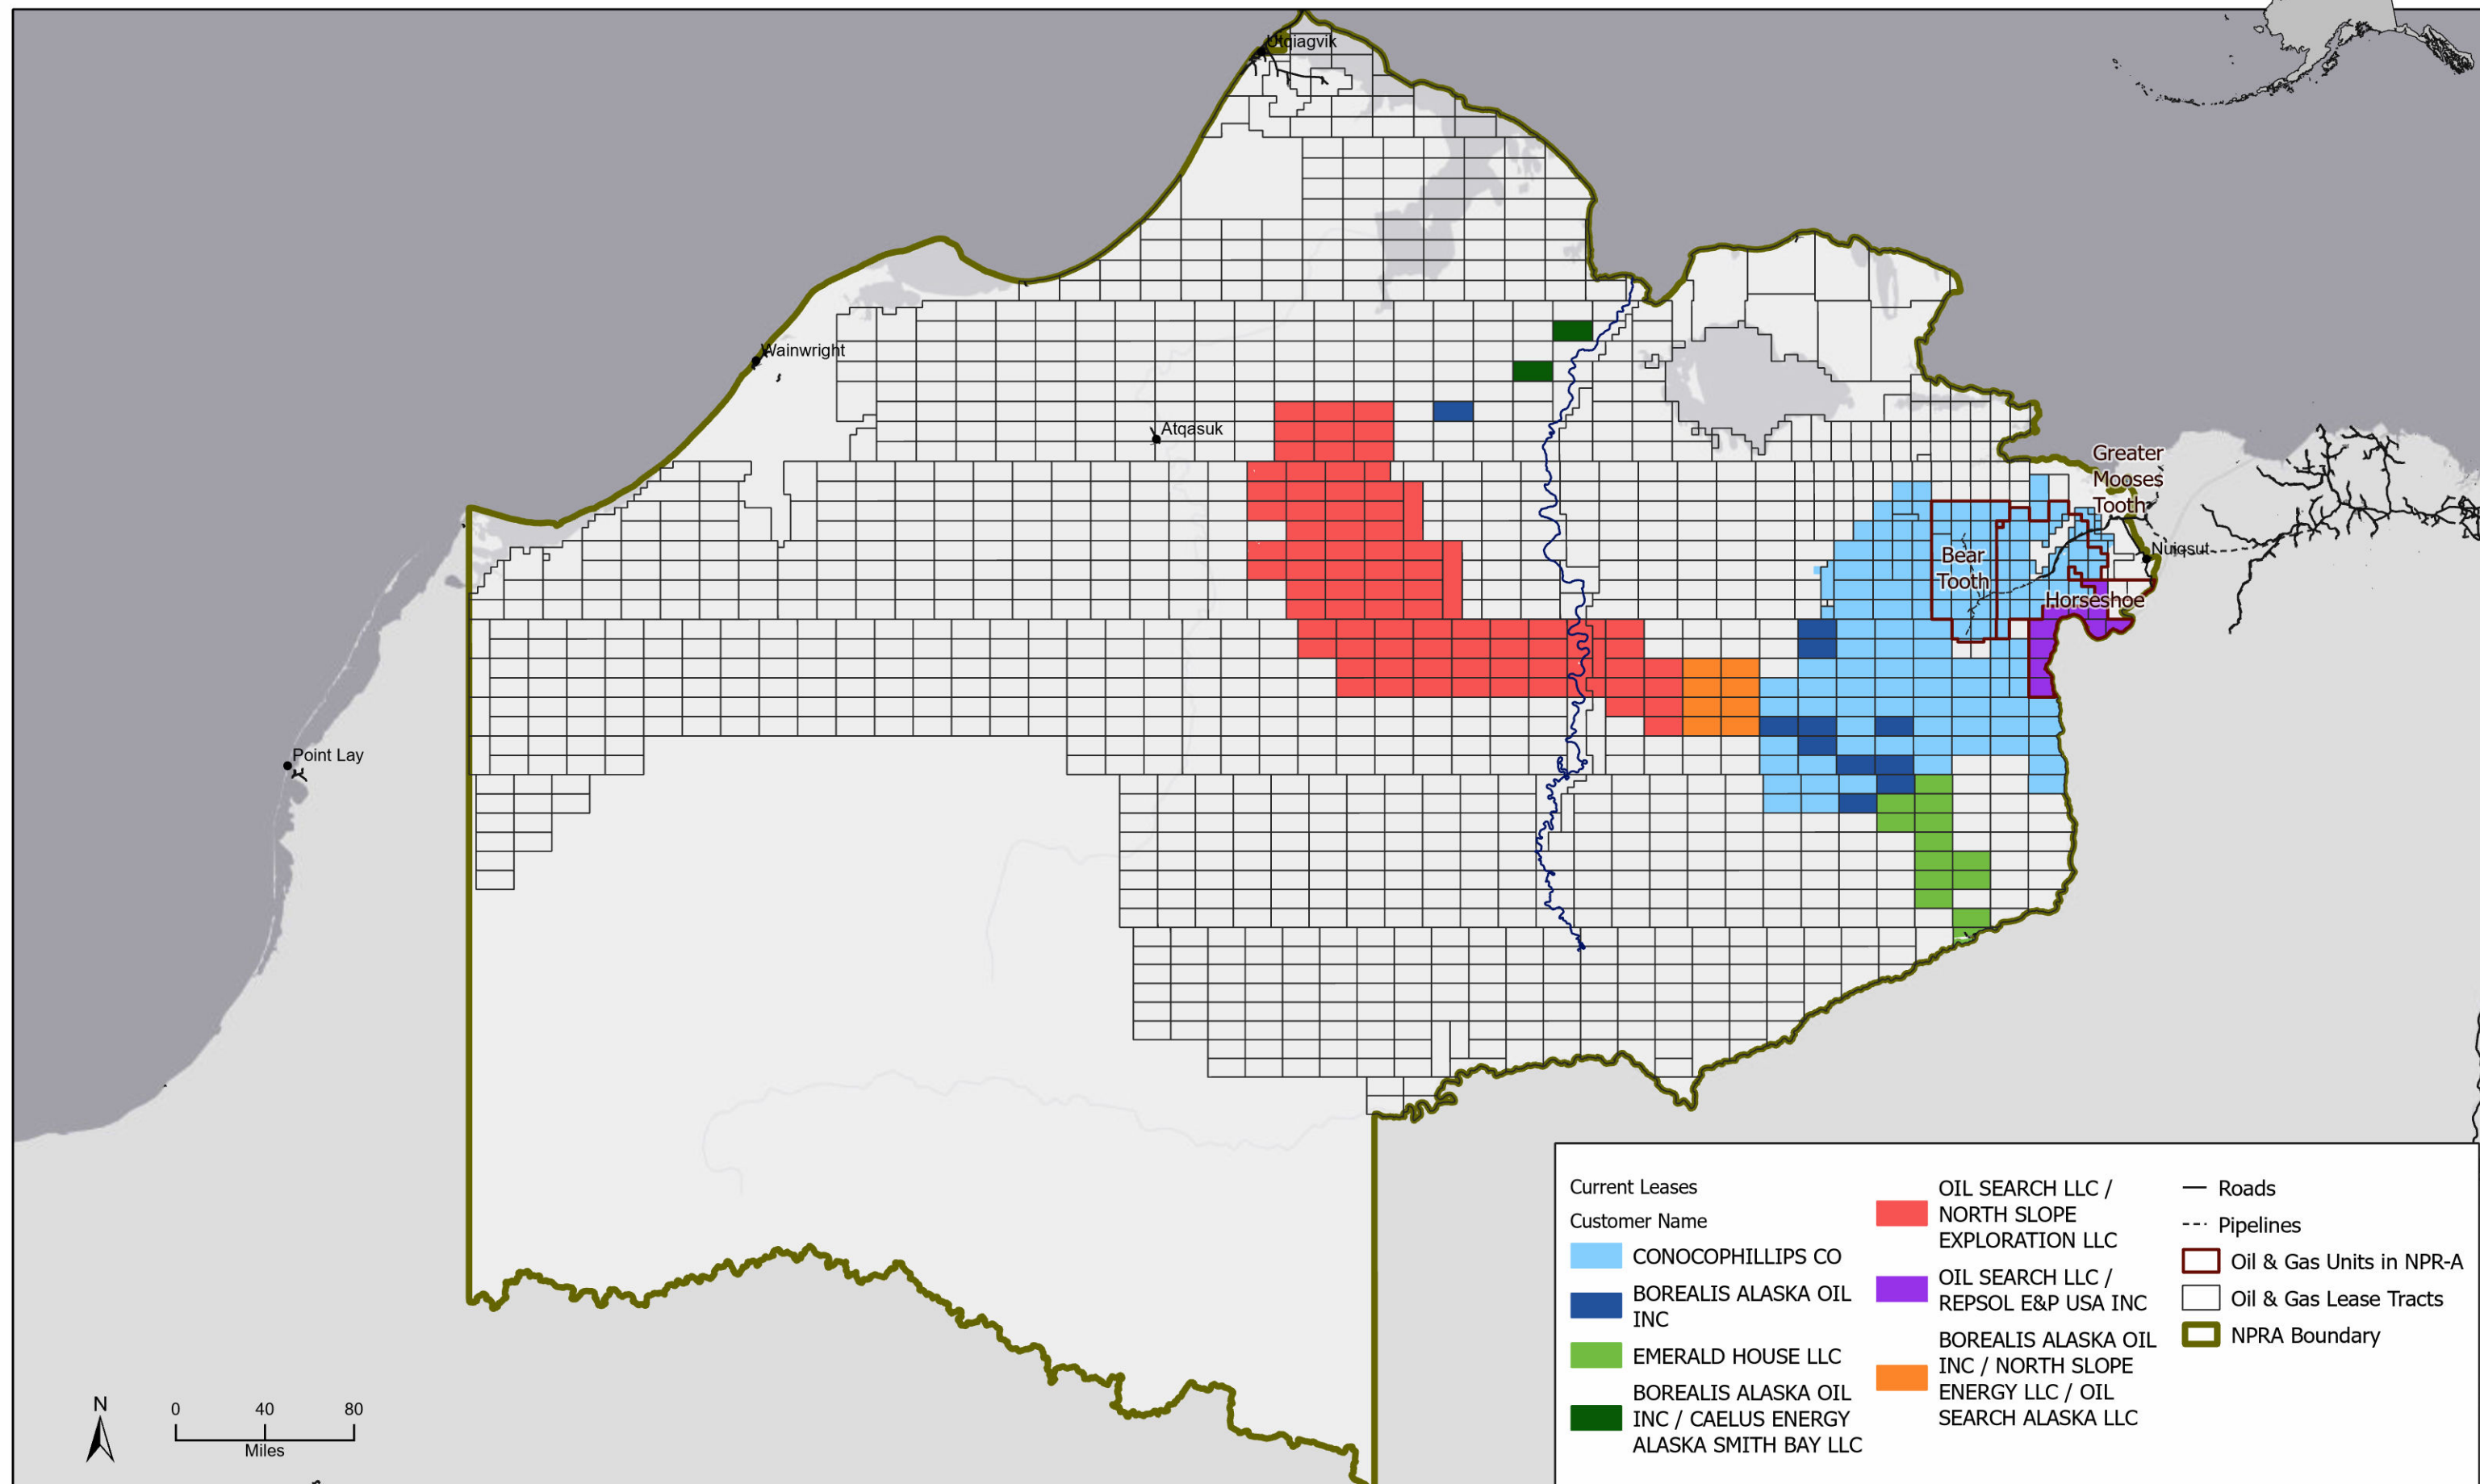 Utqiagvik
Wainwright
Atqasuk
Greater
Mooses
Tooth
Bear
Tooth
Nuiqsut
Horseshoe
Point Lay
N
0 40 80
Miles
Current Leases
Customer Name
CONOCOPHILLIPS CO
BOREALIS ALASKA OIL
INC
EMERALD HOUSE LLC
BOREALIS ALASKA OIL
INC / CAELUS ENERGY
ALASKA SMITH BAY LLC
OIL SEARCH LLC /
NORTH SLOPE
EXPLORATION LLC
OIL SEARCH LLC /
REPSOL E&P USA INC
BOREALIS ALASKA OIL
INC / NORTH SLOPE
ENERGY LLC / OIL
SEARCH ALASKA LLC
Roads
Pipelines
Oil & Gas Units in NPR-A
Oil & Gas Lease Tracts
NPRA Boundary